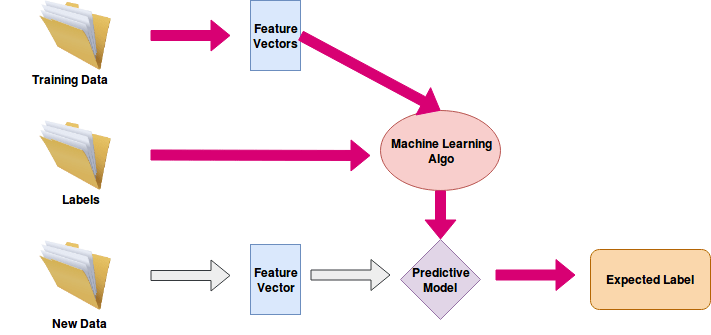 Feature
Vectors
Training Data
Machine Learning
Algo
Labels
Feature
Vector
Predictive
Model
Expected Label
New Data